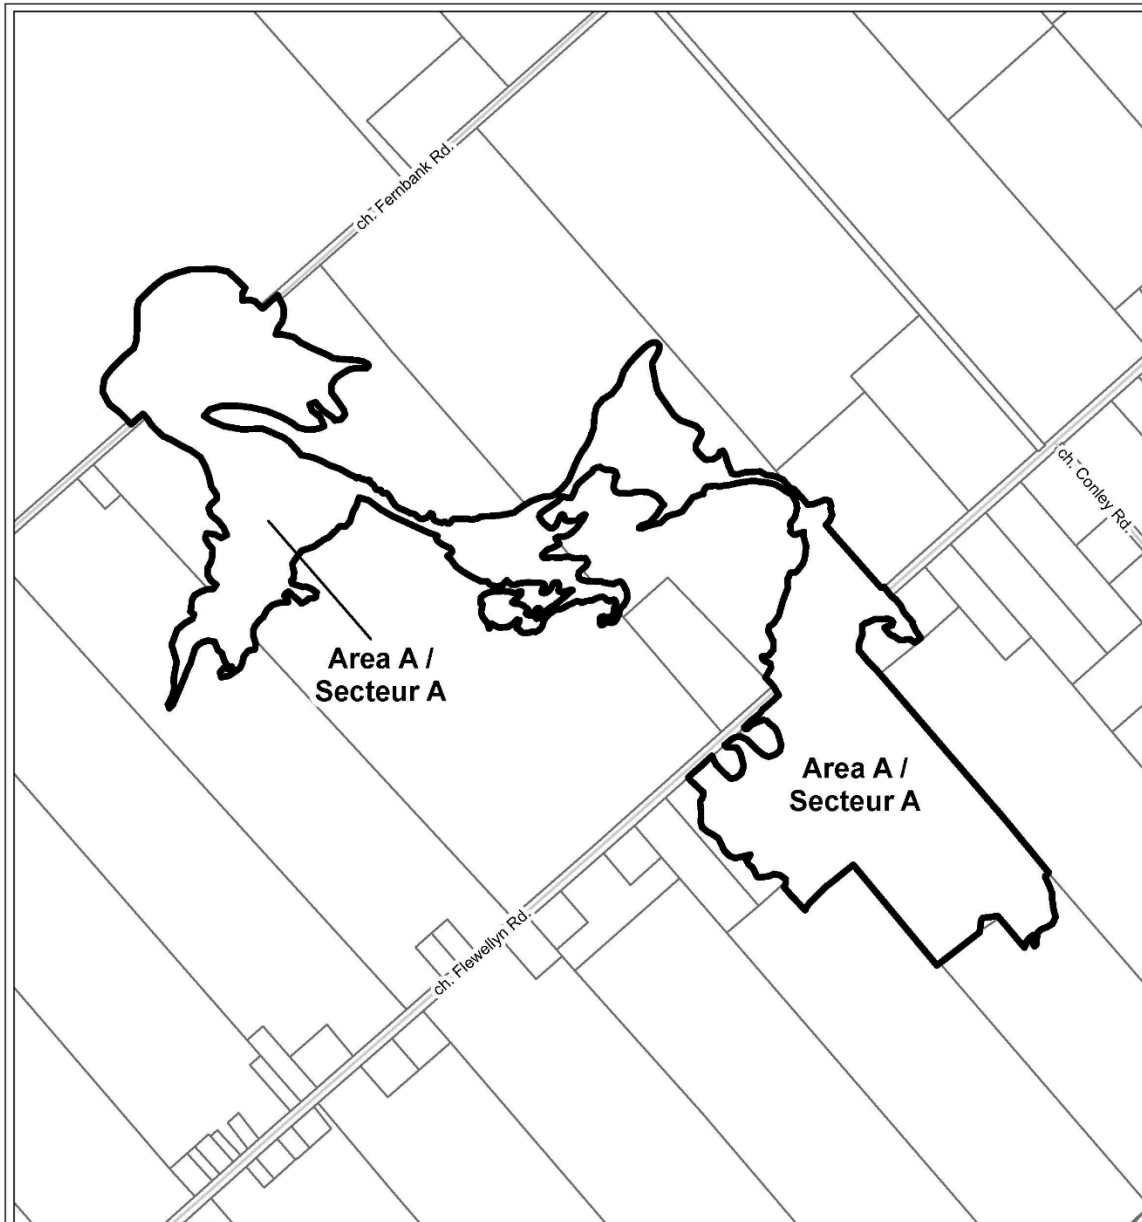 ch. Fernbank Rd.
ch. Conley Rd.
Area A /
Secteur A
Area A /
Secteur A
ch. Flewellyn Rd.